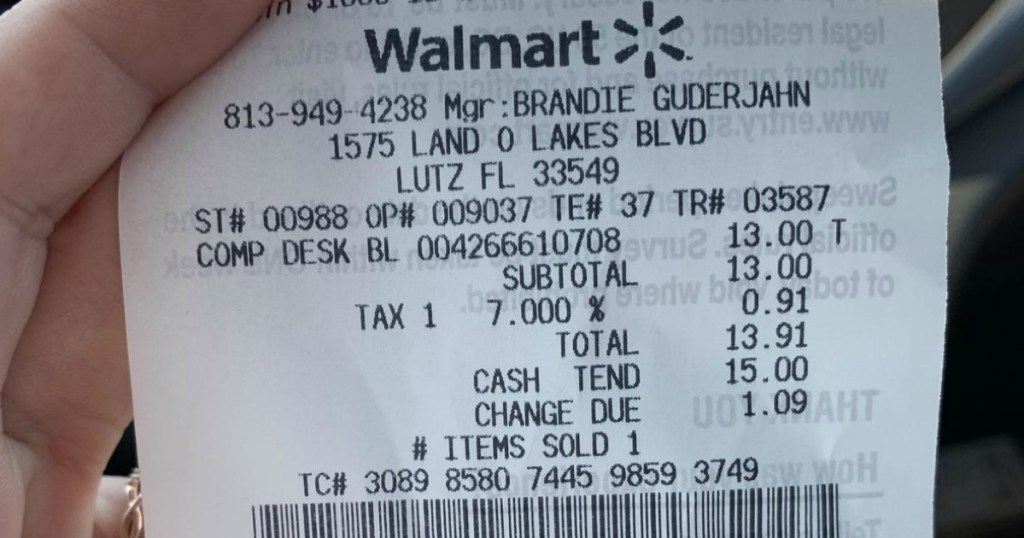 Walmart
813-949-4238 Mgr:BRANDIE GUDERJAHN
1575 LAND O LAKES BLVD
LUTZ FL 33549
ST# 00988 OP# 009037 TE# 37 TR# 03587
COMP DESK BL 004266610708 13.00 T
SUBTOTAL 13.00
TAX 1 7.000 % 0.91
TOTAL 13.91
CASH TEND 15.00
CHANGE DUE 1.09
# ITEMS SOLD 1
TC# 3089 8580 7445 9859 3749